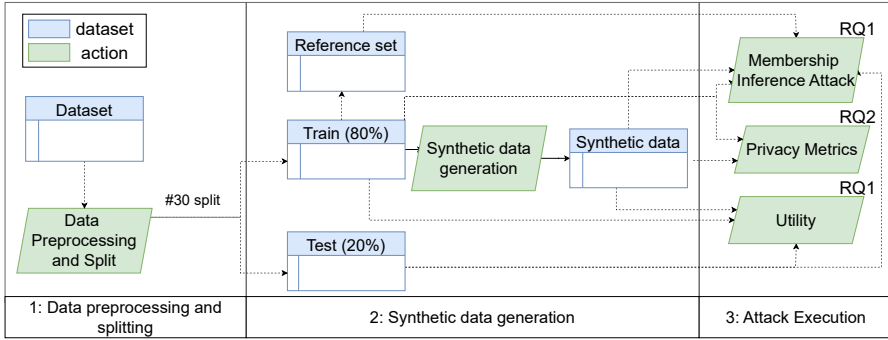 dataset
action
Dataset
Data
Preprocessing
and Split
#30 split
Reference set
Train (80%)
Synthetic data
generation
Synthetic data
Test (20%)
RQ1
Membership
Inference Attack
RQ2
Privacy Metrics
RQ1
Utility
1: Data preprocessing and
splitting
2: Synthetic data generation
3: Attack Execution